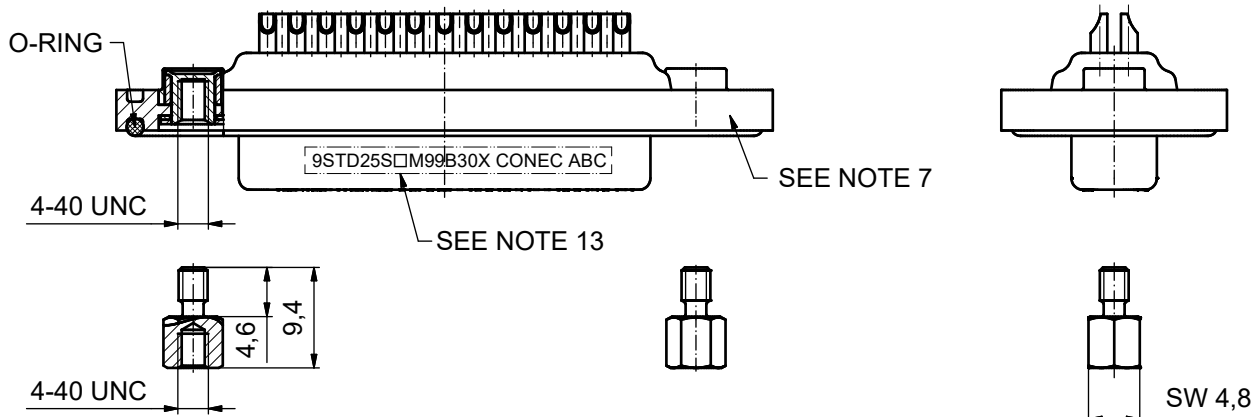 O-RING
9STD25S□M99B30X CONEC ABC
SEE NOTE 7
4-40 UNC
SEE NOTE 13
4,6
9,4
4-40 UNC
SW 4,8